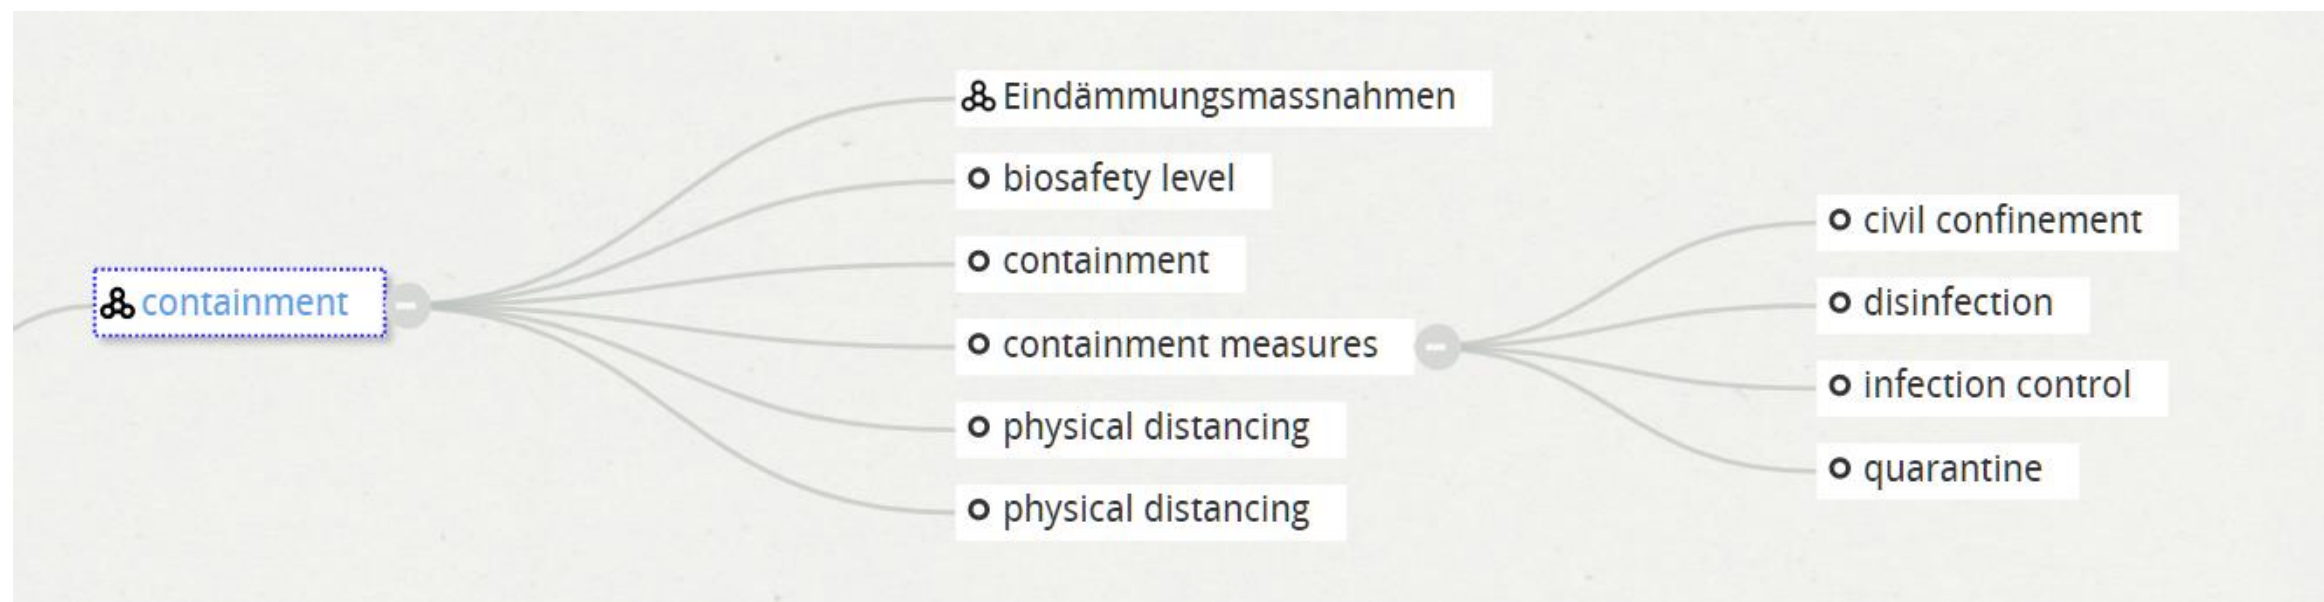 containment
Eindämmungsmassnahmen
biosafety level
containment
containment measures
physical distancing
physical distancing
civil confinement
disinfection
infection control
quarantine